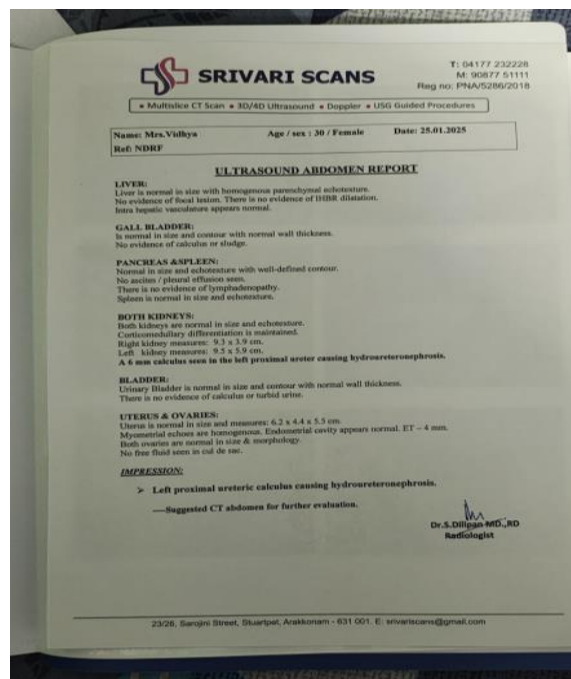 SRIVARI SCANS
T: 04177 232228
M: 90877 51111
Reg no: PNA/5286/2018
• Multislice CT Scan • 3D/4D Ultrasound • Doppler • USG Guided Procedures
Name: Mrs.Vidhya Age / sex : 30 / Female Date: 25.01.2025
Ref: NDRF
ULTRASOUND ABDOMEN REPORT
LIVER:
Liver is normal in size with homogenous parenchymal echotexture.
No evidence of focal lesion. There is no evidence of IHBR dilatation.
Intra hepatic vasculature appears normal.
GALL BLADDER:
Is normal in size and contour with normal wall thickness.
No evidence of calculus or sludge.
PANCREAS &SPLEEN:
Normal in size and echotexture with well-defined contour.
No ascites / pleural effusion seen.
There is no evidence of lymphadenopathy.
Spleen is normal in size and echotexture.
BOTH KIDNEYS:
Both kidneys are normal in size and echotexture.
Corticomedullary differentiation is maintained.
Right kidney measures: 9.3 x 3.9 cm.
Left kidney measures: 9.5 x 5.9 cm.
A 6 mm calculus seen in the left proximal ureter causing hydroureteronephrosis.
BLADDER:
Urinary Bladder is normal in size and contour with normal wall thickness.
There is no evidence of calculus or turbid urine.
UTERUS & OVARIES:
Uterus is normal in size and measures: 6.2 x 4.4 x 5.5 cm.
Myometrial echoes are homogenous. Endometrial cavity appears normal. ET – 4 mm.
Both ovaries are normal in size & morphology.
No free fluid seen in cul de sac.
IMPRESSION:
➢ Left proximal ureteric calculus causing hydroureteronephrosis.
----Suggested CT abdomen for further evaluation.
Dr.S.Dilipan MD.,RD
Radiologist
23/26, Sarojini Street, Stuartpet, Arakkonam - 631 001. E: srivariscans@gmail.com